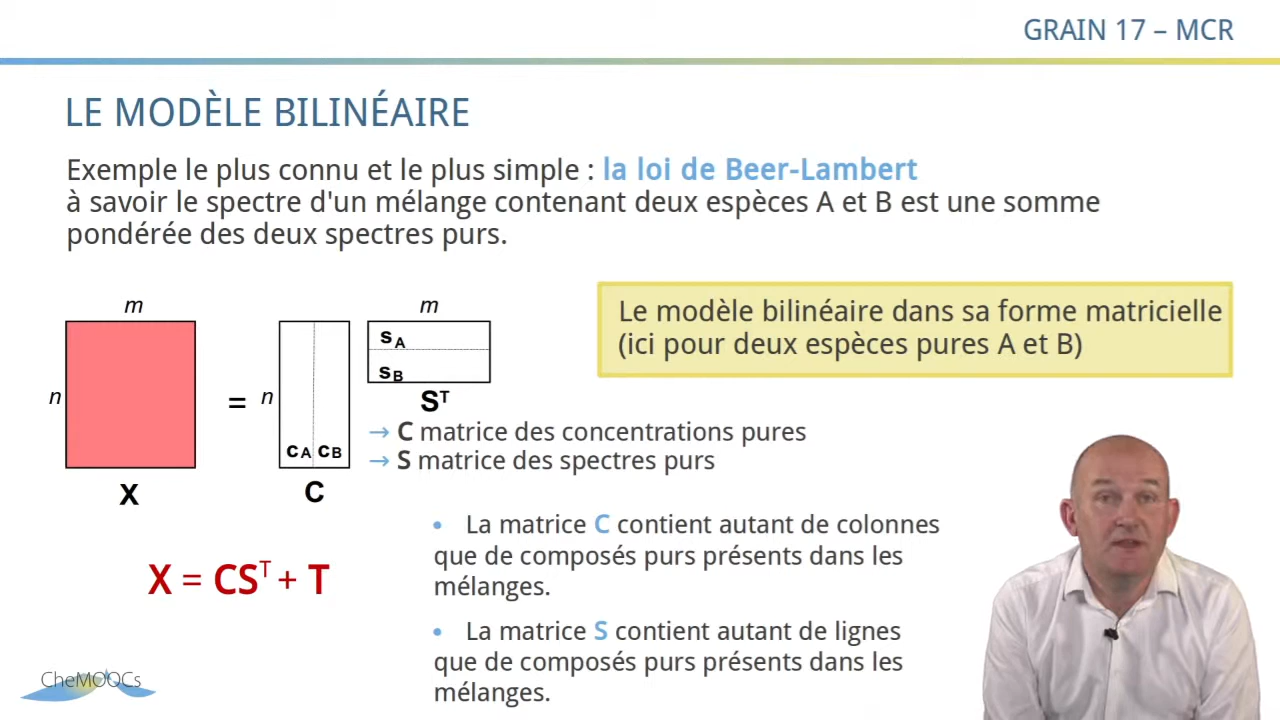 GRAIN 17 – MCR
LE MODÈLE BILINÉAIRE
Exemple le plus connu et le plus simple : la loi de Beer-Lambert
à savoir le spectre d'un mélange contenant deux espèces A et B est une somme
pondérée des deux spectres purs.
m
n
X
=
n
cA cB
C
m
sA
sB
Sᵀ
Le modèle bilinéaire dans sa forme matricielle
(ici pour deux espèces pures A et B)
→ C matrice des concentrations pures
→ S matrice des spectres purs
X = CSᵀ + T
• La matrice C contient autant de colonnes
que de composés purs présents dans les
mélanges.
• La matrice S contient autant de lignes
que de composés purs présents dans les
mélanges.
CheMOOCs